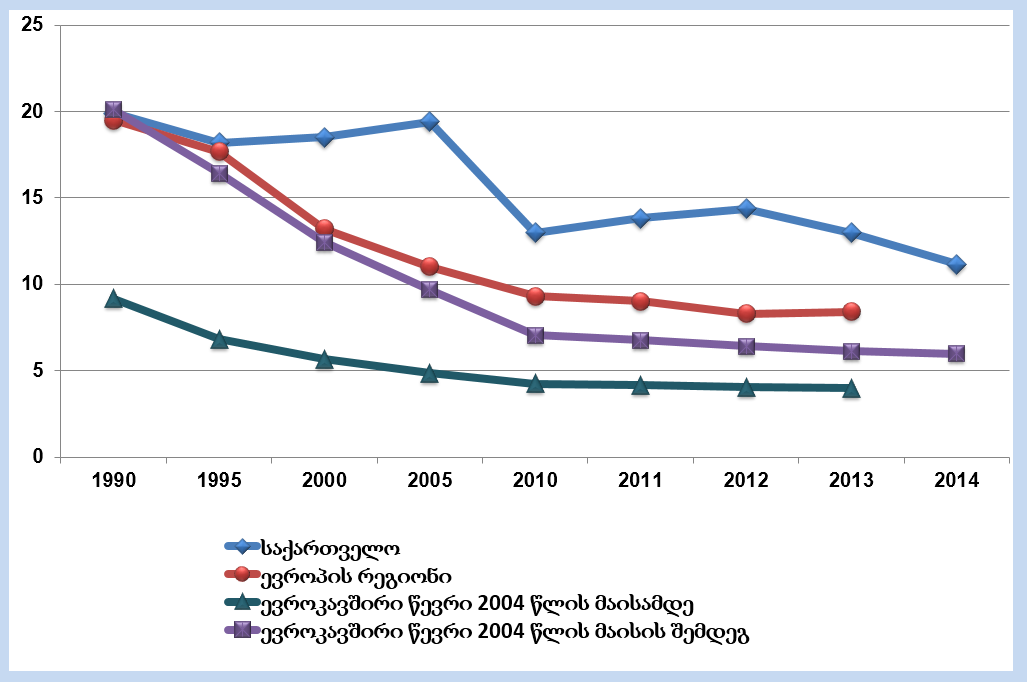 25
20
15
10
5
0
1990 1995 2000 2005 2010 2011 2012 2013 2014
საქართველო
ევროპის რეგიონი
ევროკავშირი წევრი 2004 წლის მაისამდე
ევროკავშირი წევრი 2004 წლის მაისის შემდეგ